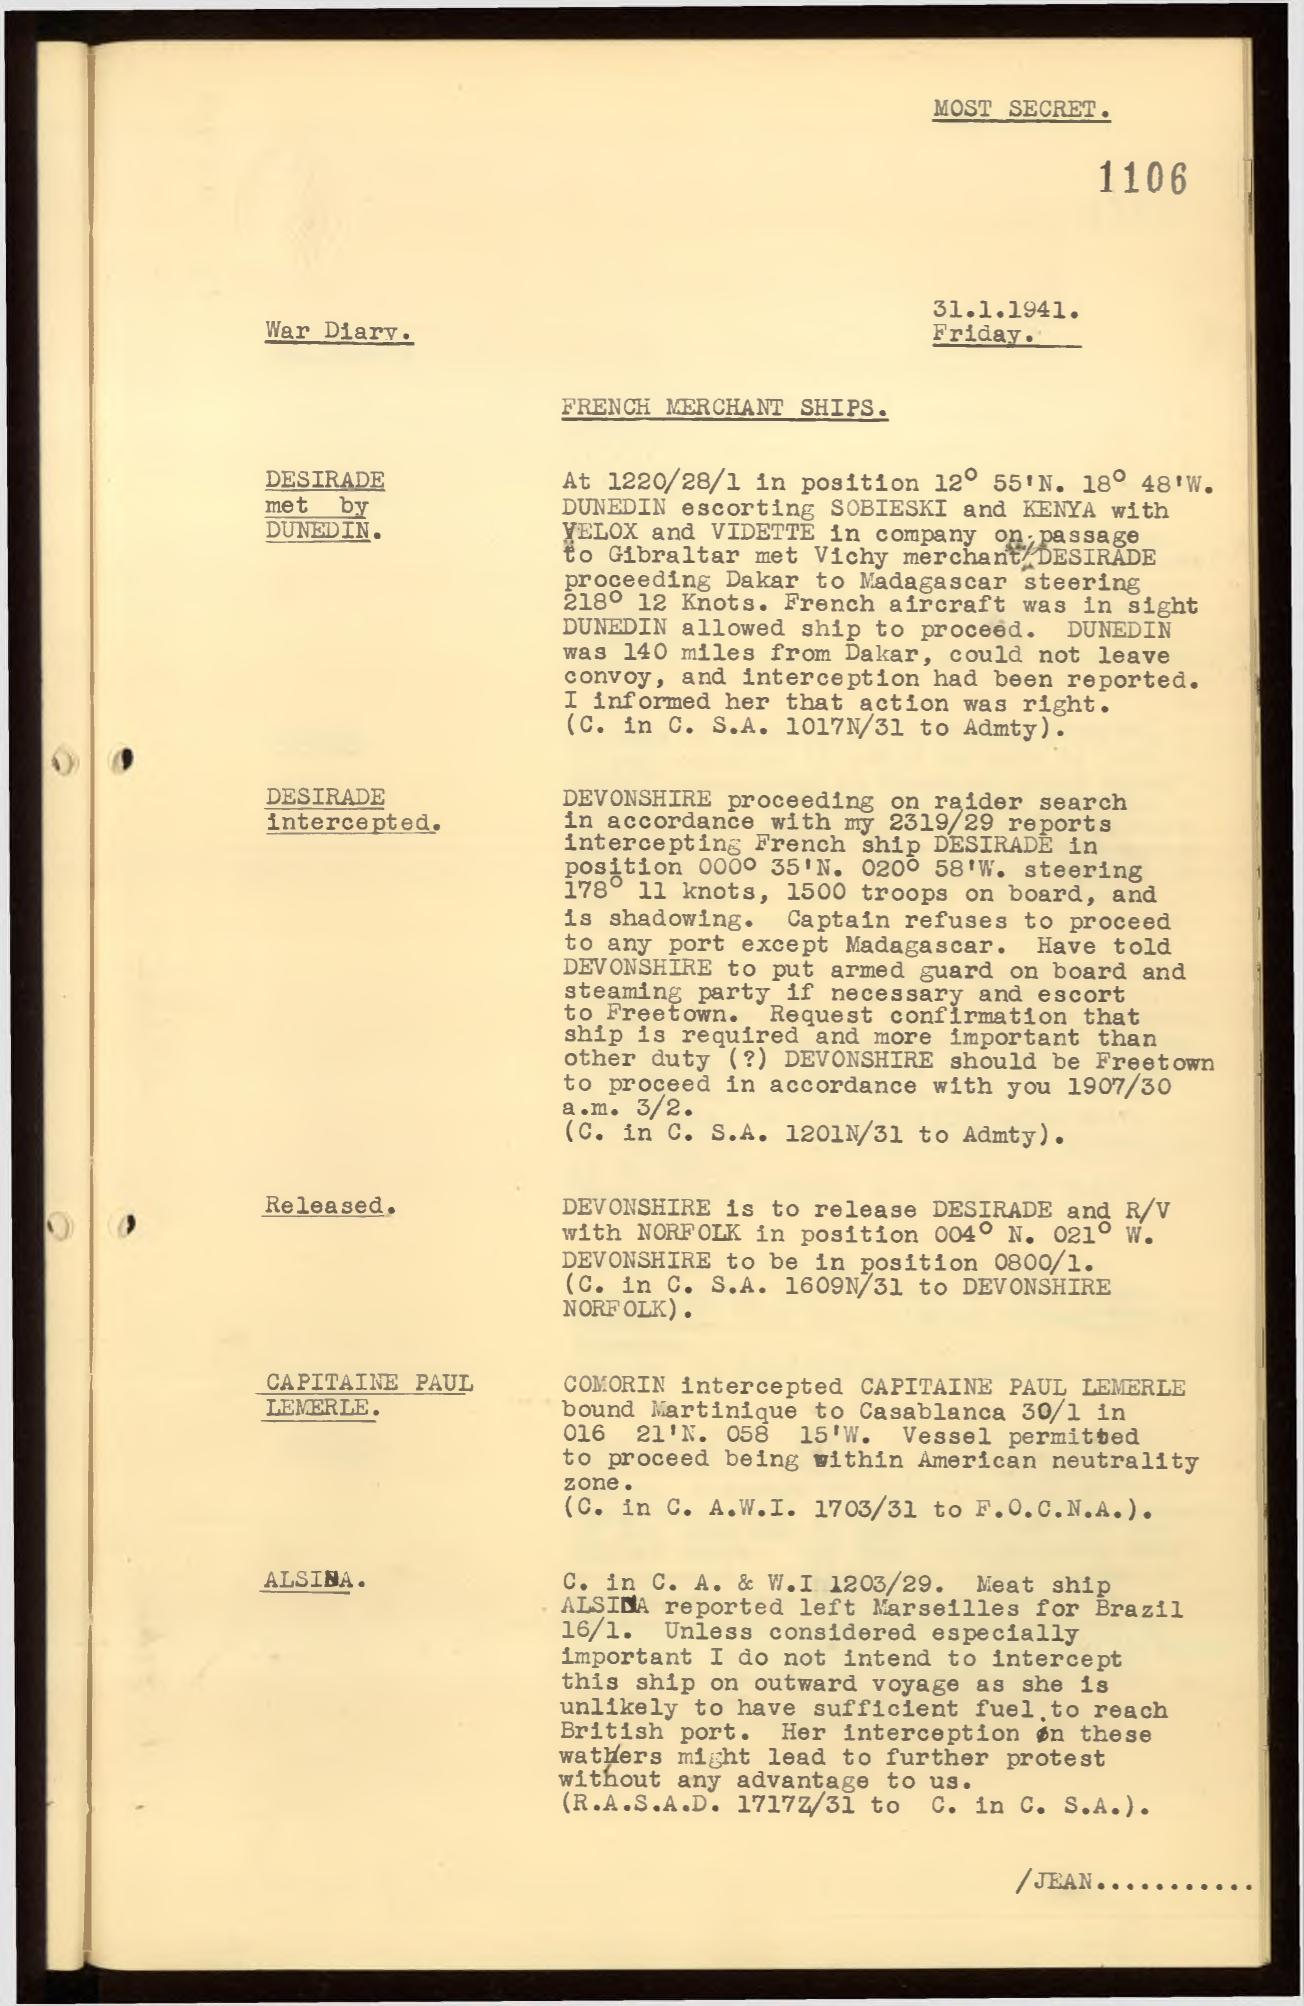 MOST SECRET.
1106
31.1.1941.
War Diary.
Friday.
FRENCH MERCHANT SHIPS.
DESIRADE
met by
DUNEDIN.
At 1220/28/1 in position 12° 55'N. 18° 48'W.
DUNEDIN escorting SOBIESKI and KENYA with
VELOX and VIDETTE in company on passage
to Gibraltar met Vichy merchant DESIRADE
proceeding Dakar to Madagascar steering
218° 12 Knots. French aircraft was in sight
DUNEDIN allowed ship to proceed. DUNEDIN
was 140 miles from Dakar, could not leave
convoy, and interception had been reported.
I informed her that action was right.
(C. in C. S.A. 1017N/31 to Admty).
DESIRADE
intercepted.
DEVONSHIRE proceeding on raider search
in accordance with my 2319/29 reports
intercepting French ship DESIRADE in
position 000° 35'N. 020° 58'W. steering
178° 11 knots, 1500 troops on board, and
is shadowing. Captain refuses to proceed
to any port except Madagascar. Have told
DEVONSHIRE to put armed guard on board and
steaming party if necessary and escort
to Freetown. Request confirmation that
ship is required and more important than
other duty (?) DEVONSHIRE should be Freetown
to proceed in accordance with you 1907/30
a.m. 3/2.
(C. in C. S.A. 1201N/31 to Admty).
Released.
DEVONSHIRE is to release DESIRADE and R/V
with NORFOLK in position 004° N. 021° W.
DEVONSHIRE to be in position 0800/1.
(C. in C. S.A. 1609N/31 to DEVONSHIRE
NORFOLK).
CAPITAINE PAUL
LEMERLE.
COMORIN intercepted CAPITAINE PAUL LEMERLE
bound Martinique to Casablanca 30/1 in
016 21'N. 058 15'W. Vessel permitted
to proceed being within American neutrality
zone.
(C. in C. A.W.I. 1703/31 to F.O.C.N.A.).
ALSINA.
C. in C. A. & W.I 1203/29. Meat ship
ALSINA reported left Marseilles for Brazil
16/1. Unless considered especially
important I do not intend to intercept
this ship on outward voyage as she is
unlikely to have sufficient fuel to reach
British port. Her interception in these
waters might lead to further protest
without any advantage to us.
(R.A.S.A.D. 1717Z/31 to C. in C. S.A.).
/JEAN...........